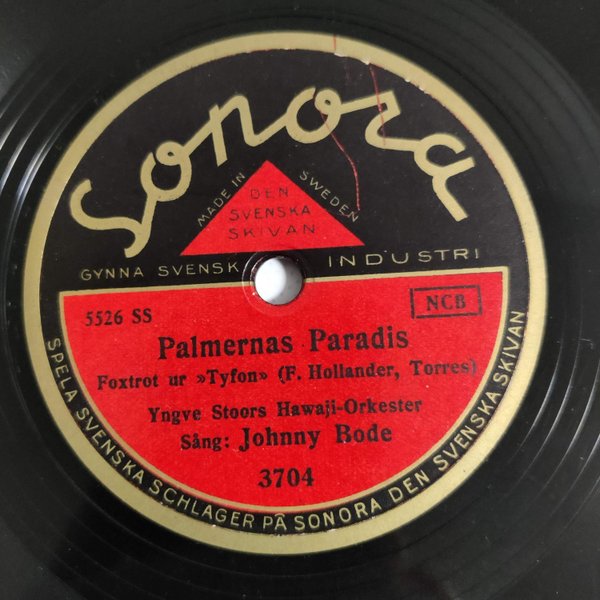 Sonora
MADE IN SWEDEN
DEN
SVENSKA
SKIVAN
GYNNA SVENSK INDUSTRI
5526 SS
NCB
Palmernas Paradis
Foxtrot ur »Tyfon» (F. Hollander, Torres)
Yngve Stoors Hawaji-Orkester
Sång: Johnny Bode
3704
SPELA SVENSKA SCHLAGER PÅ SONORA DEN SVENSKA SKIVAN